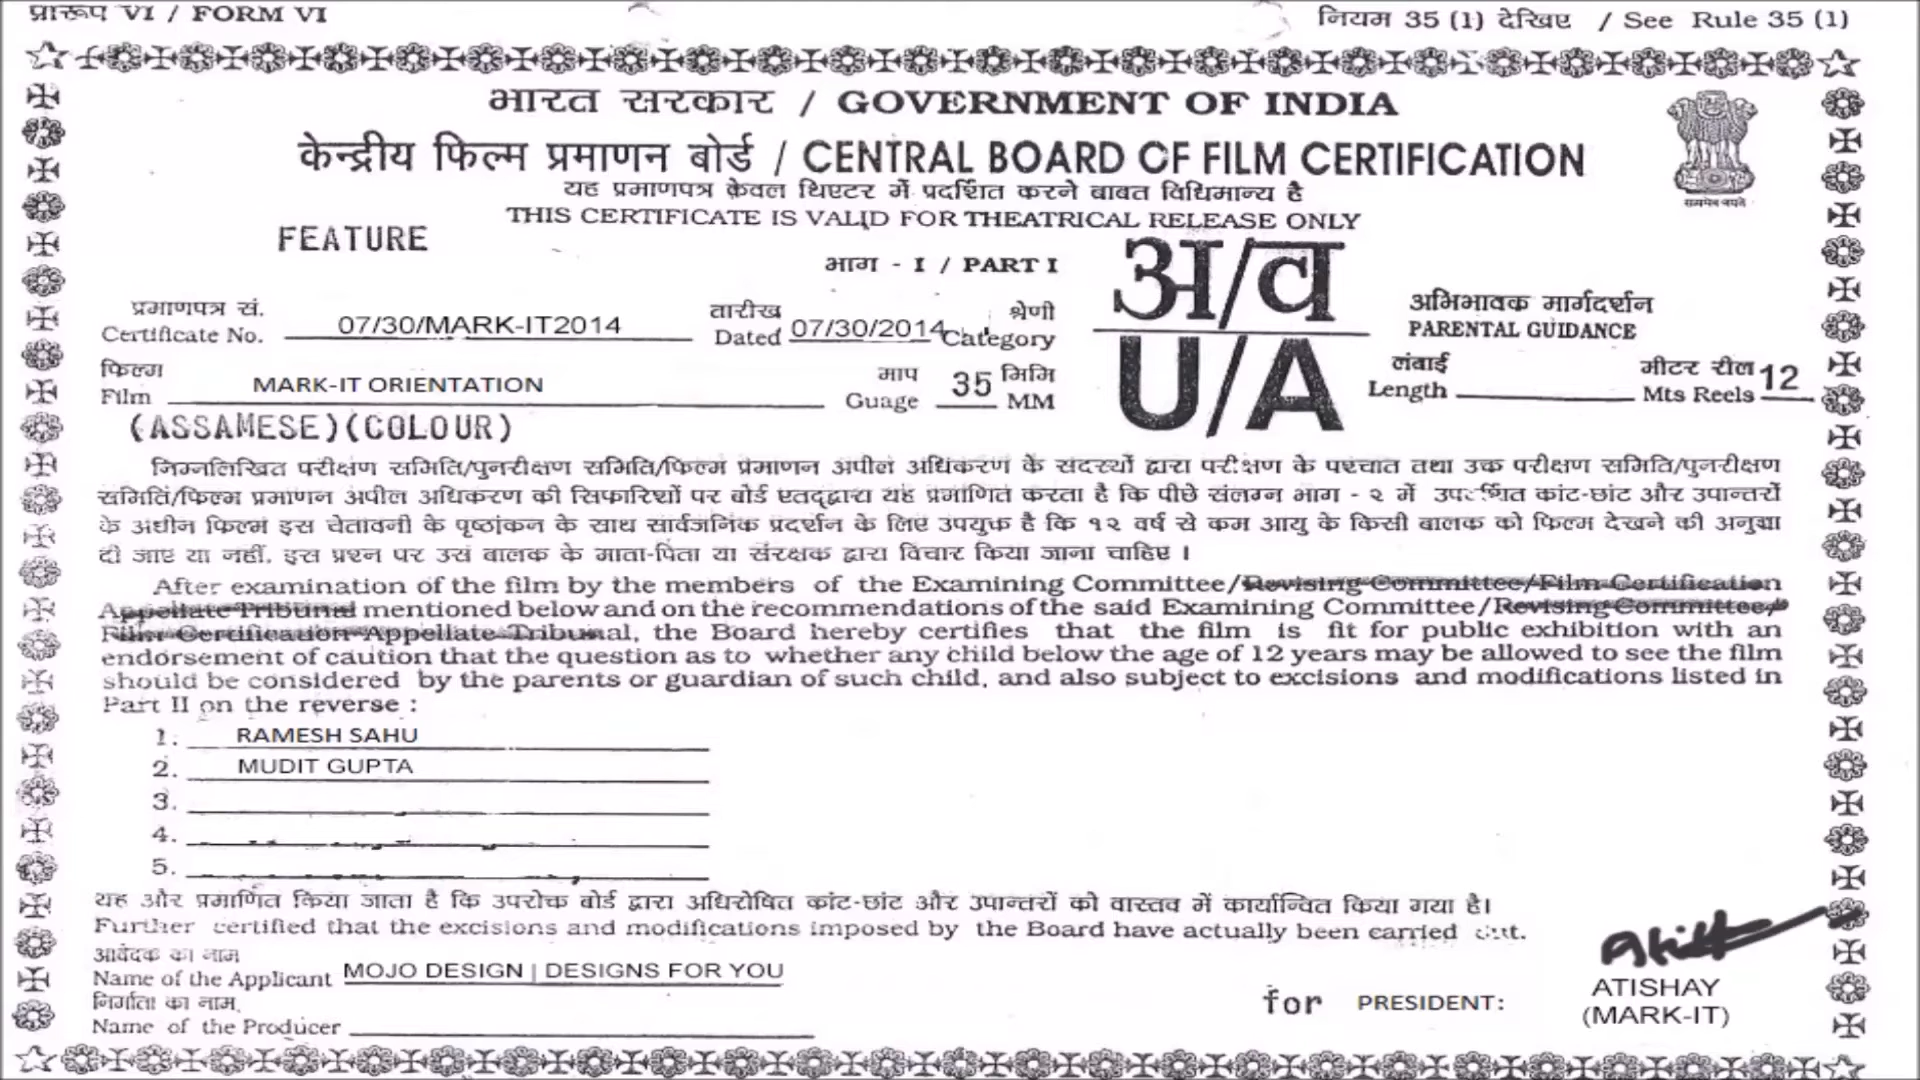 प्रारूप VI / FORM VI
नियम 35 (1) देखिए / See Rule 35 (1)
भारत सरकार / GOVERNMENT OF INDIA
केन्द्रीय फिल्म प्रमाणन बोर्ड / CENTRAL BOARD OF FILM CERTIFICATION
यह प्रमाणपत्र केवल थिएटर में प्रदर्शित करने बाबत विधिमान्य है
THIS CERTIFICATE IS VALID FOR THEATRICAL RELEASE ONLY
सत्यमेव जयते
FEATURE
भाग - I / PART I
अ/व
U/A
प्रमाणपत्र सं.
Certificate No. 07/30/MARK-IT2014
तारीख
Dated 07/30/2014
श्रेणी
Category
अभिभावक मार्गदर्शन
PARENTAL GUIDANCE
फिल्म
Film MARK-IT ORIENTATION
माप 35 मिमि
Guage MM
लंबाई
Length
मीटर रील 12
Mts Reels
(ASSAMESE)(COLOUR)
निम्नलिखित परीक्षण समिति/पुनरीक्षण समिति/फिल्म प्रमाणन अपील अधिकरण के सदस्यों द्वारा परीक्षण के पश्चात तथा उक्त परीक्षण समिति/पुनरीक्षण
समिति/फिल्म प्रमाणन अपील अधिकरण की सिफारिशों पर बोर्ड एतद्द्वारा यह प्रमाणित करता है कि पीछे संलग्न भाग - २ में उपदर्शित कांट-छांट और उपान्तरों
के अधीन फिल्म इस चेतावनी के पृष्ठांकन के साथ सार्वजनिक प्रदर्शन के लिए उपयुक्त है कि १२ वर्ष से कम आयु के किसी बालक को फिल्म देखने की अनुज्ञा
दी जाए या नहीं, इस प्रश्न पर उस बालक के माता-पिता या संरक्षक द्वारा विचार किया जाना चाहिए ।
After examination of the film by the members of the Examining Committee/Revising Committee/Film Certification
Appellate Tribunal mentioned below and on the recommendations of the said Examining Committee/Revising Committee/
Film Certification Appellate Tribunal, the Board hereby certifies that the film is fit for public exhibition with an
endorsement of caution that the question as to whether any child below the age of 12 years may be allowed to see the film
should be considered by the parents or guardian of such child, and also subject to excisions and modifications listed in
Part II on the reverse :
1. RAMESH SAHU
2. MUDIT GUPTA
3.
4.
5.
यह और प्रमाणित किया जाता है कि उपरोक्त बोर्ड द्वारा अधिरोषित कांट-छांट और उपान्तरों को वास्तव में कार्यान्वित किया गया है।
Further certified that the excisions and modifications imposed by the Board have actually been carried out.
आवेदक का नाम
Name of the Applicant MOJO DESIGN | DESIGNS FOR YOU
निर्माता का नाम
Name of the Producer
for PRESIDENT:
ATISHAY
(MARK-IT)